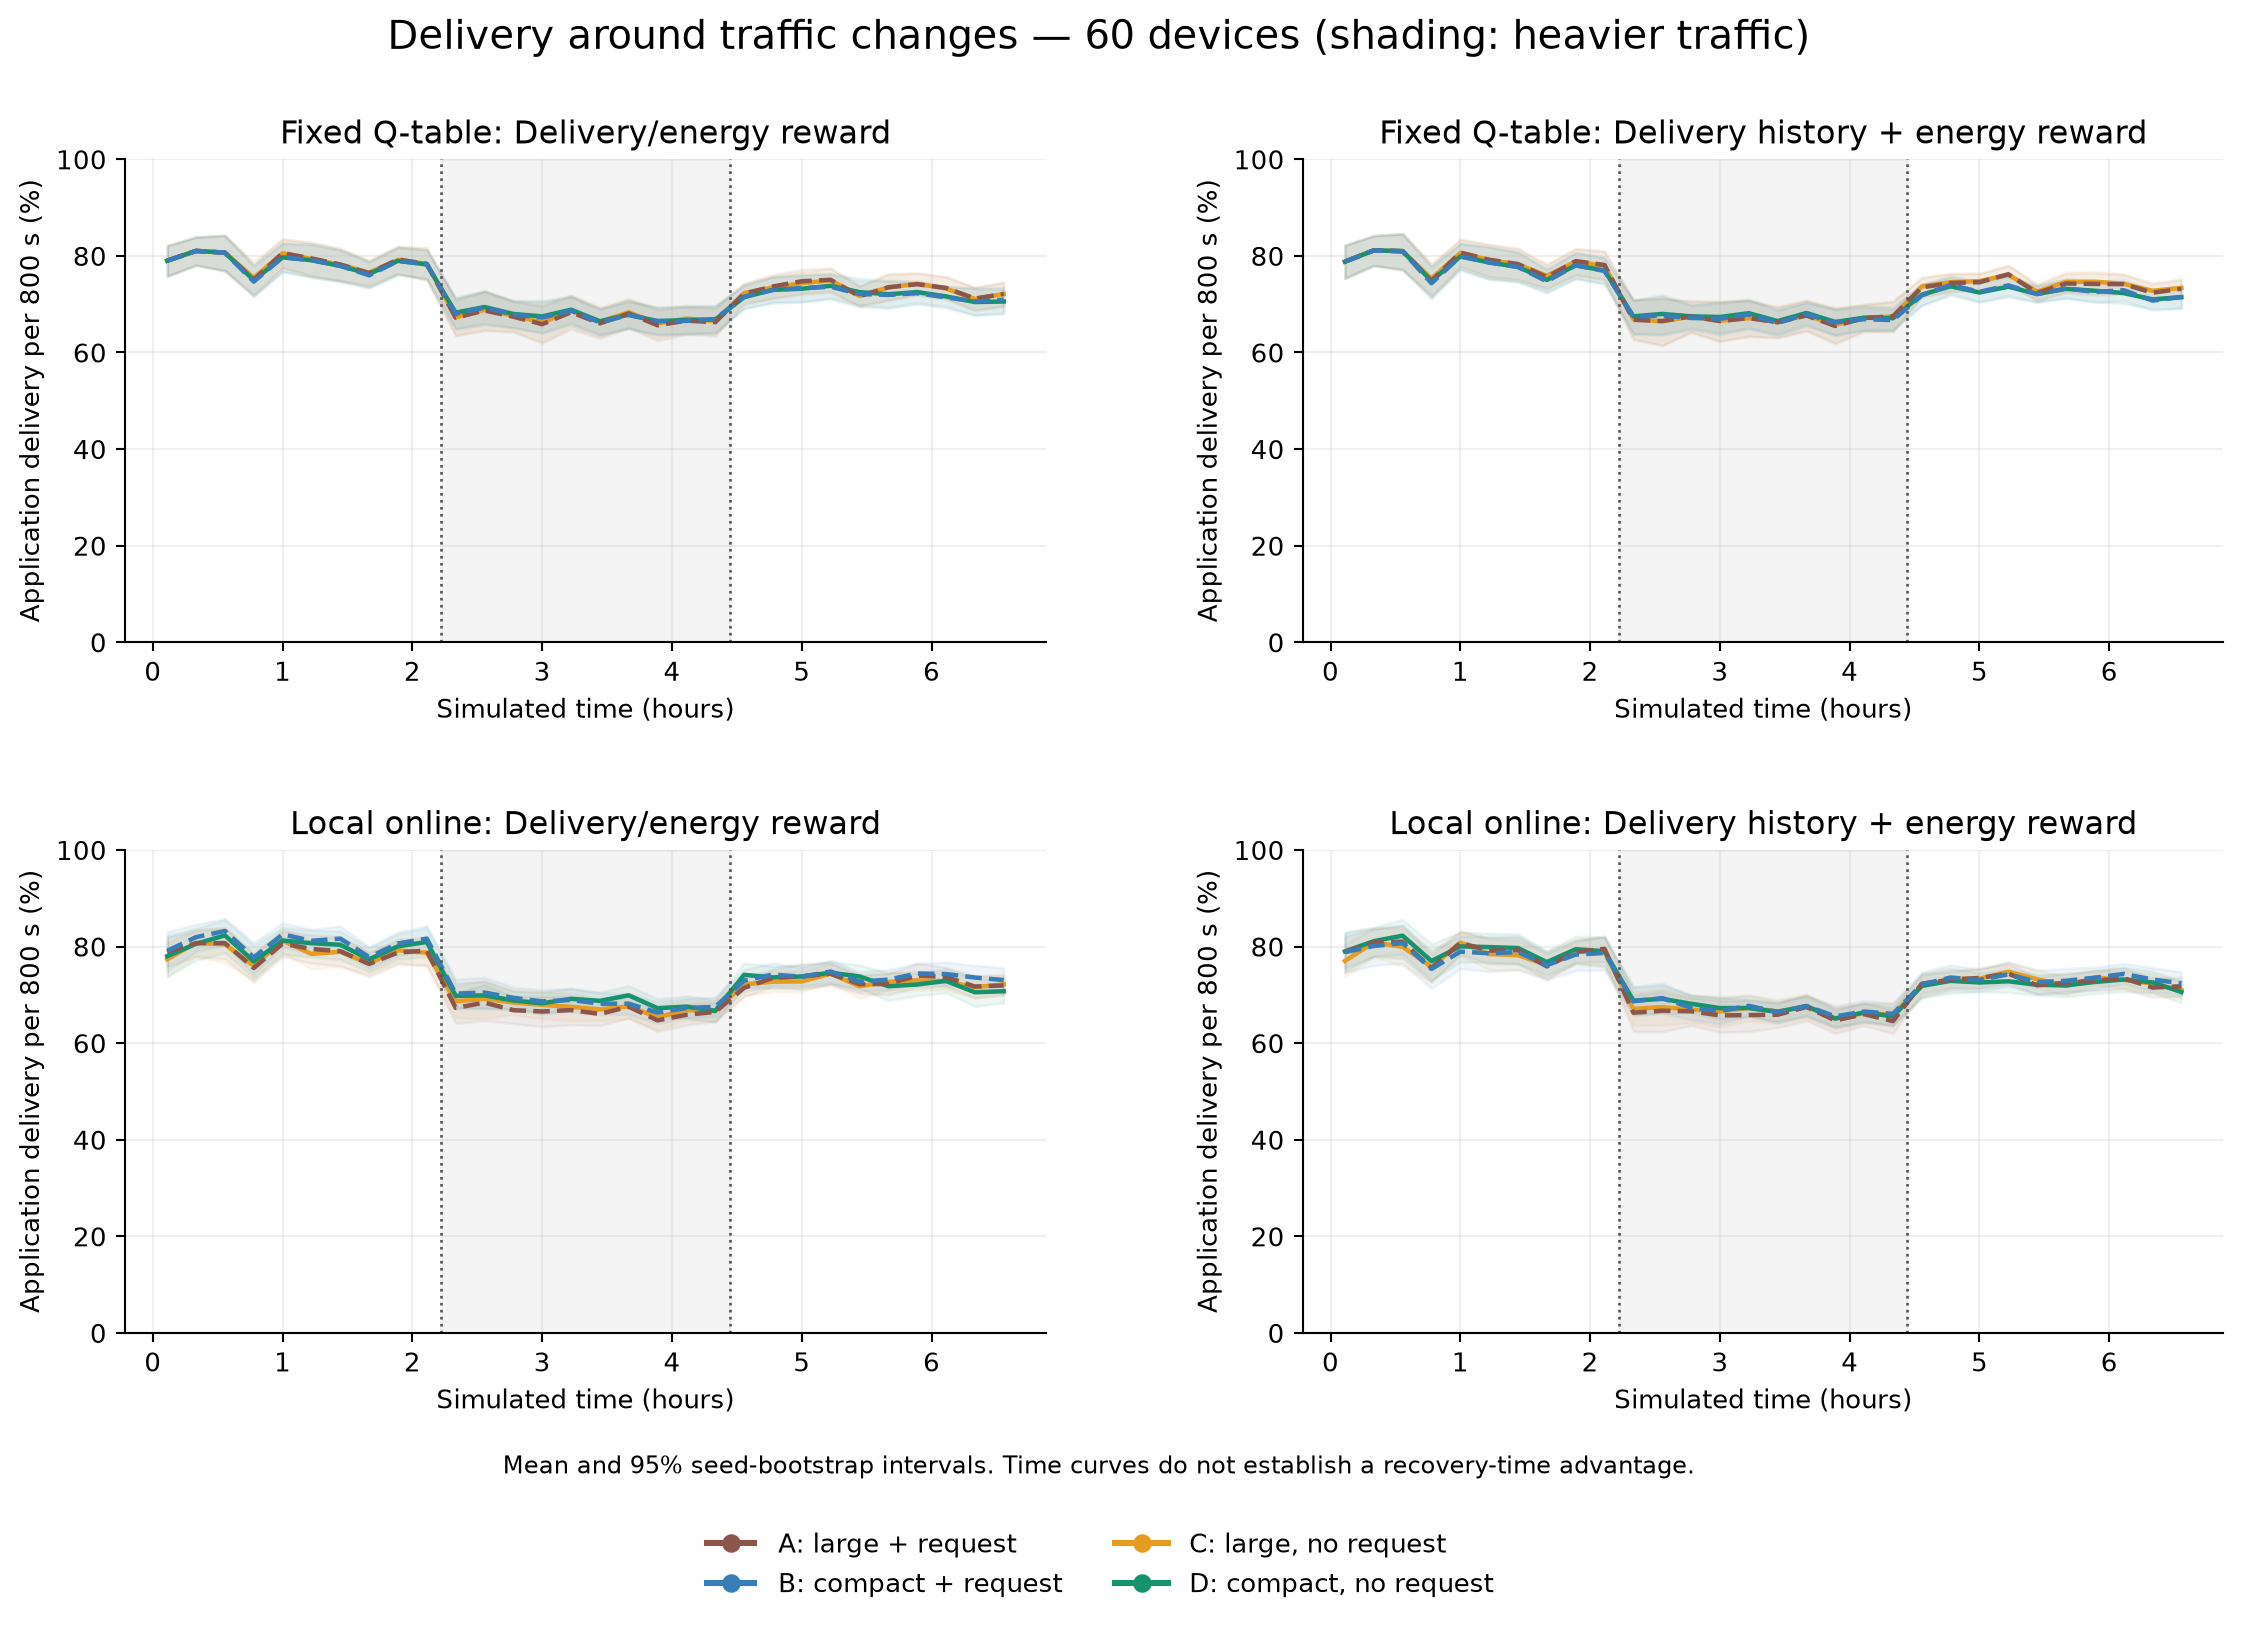 Delivery around traffic changes — 60 devices (shading: heavier traffic)
Fixed Q-table: Delivery/energy reward
Application delivery per 800 s (%)
100
80
60
40
20
0
0 1 2 3 4 5 6
Simulated time (hours)
Fixed Q-table: Delivery history + energy reward
Application delivery per 800 s (%)
100
80
60
40
20
0
0 1 2 3 4 5 6
Simulated time (hours)
Local online: Delivery/energy reward
Application delivery per 800 s (%)
100
80
60
40
20
0
0 1 2 3 4 5 6
Simulated time (hours)
Local online: Delivery history + energy reward
Application delivery per 800 s (%)
100
80
60
40
20
0
0 1 2 3 4 5 6
Simulated time (hours)
Mean and 95% seed-bootstrap intervals. Time curves do not establish a recovery-time advantage.
A: large + request
B: compact + request
C: large, no request
D: compact, no request